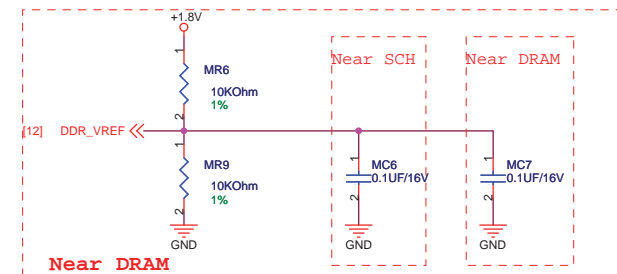 +1.8V
1
MR6
10KOhm
1%
2
Near SCH
Near DRAM
[12] DDR_VREF
1
MR9
10KOhm
1%
2
GND
1
MC6
0.1UF/16V
2
GND
1
MC7
0.1UF/16V
2
GND
Near DRAM